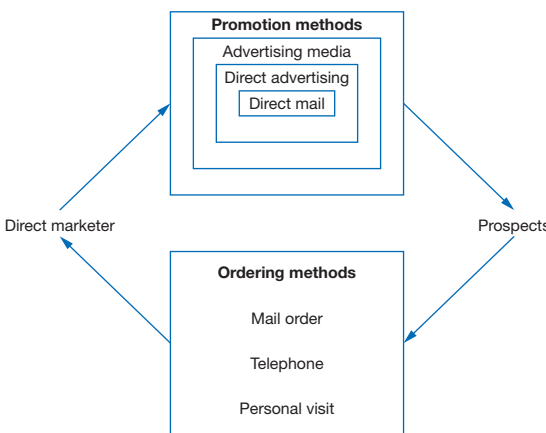 Promotion methods
Advertising media
Direct advertising
Direct mail
Direct marketer
Prospects
Ordering methods
Mail order
Telephone
Personal visit